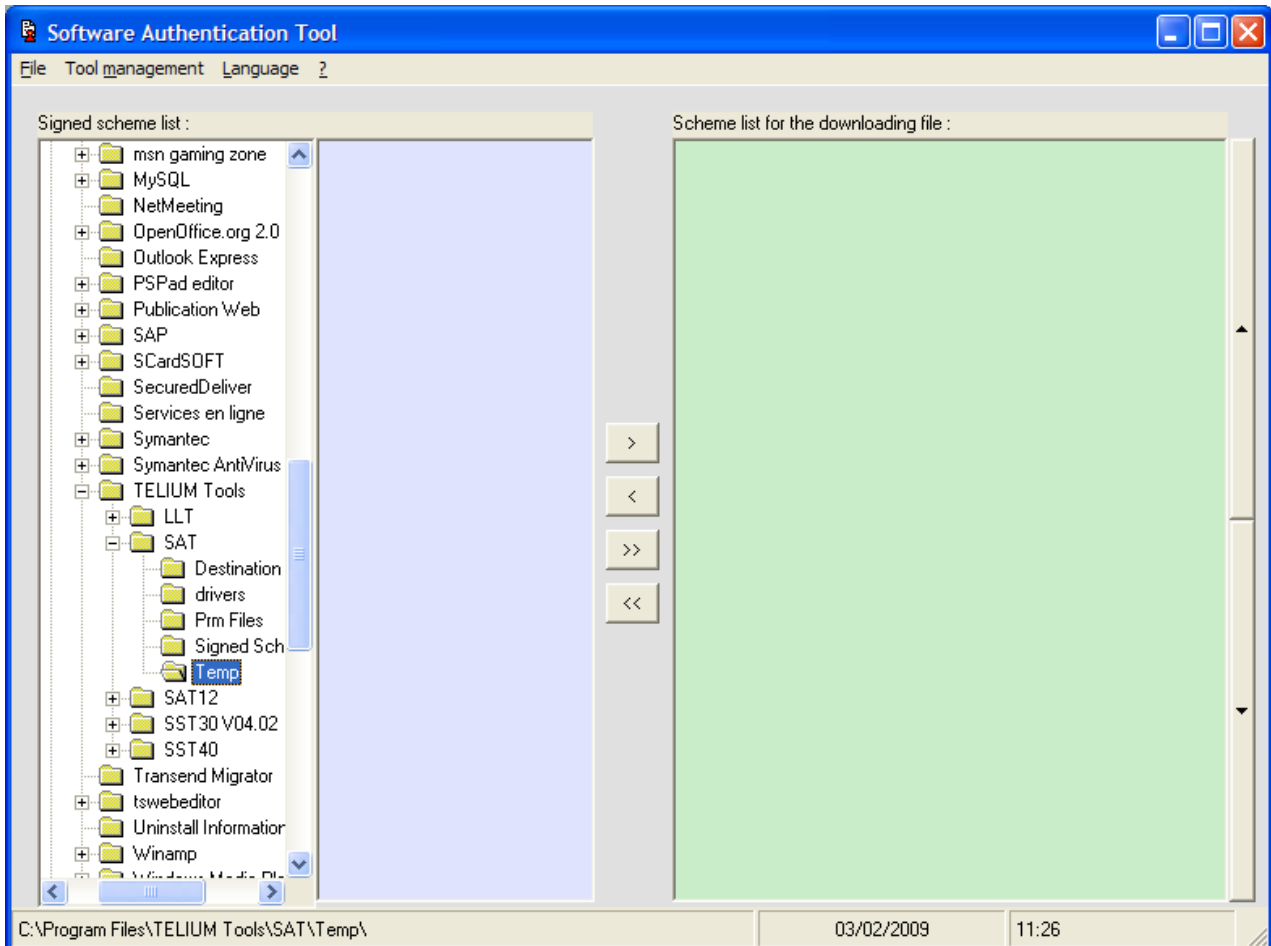 Software Authentication Tool
File Tool management Language ?
Signed scheme list :
Scheme list for the downloading file :
msn gaming zone
MySQL
NetMeeting
OpenOffice.org 2.0
Outlook Express
PSPad editor
Publication Web
SAP
SCardSOFT
SecuredDeliver
Services en ligne
Symantec
Symantec AntiVirus
TELIUM Tools
LLT
SAT
Destination
drivers
Prm Files
Signed Sch
Temp
SAT12
SST30 V04.02
SST40
Transend Migrator
tswebeditor
Uninstall Information
Winamp
>
<
>>
<<
C:\Program Files\TELIUM Tools\SAT\Temp\ 03/02/2009 11:26